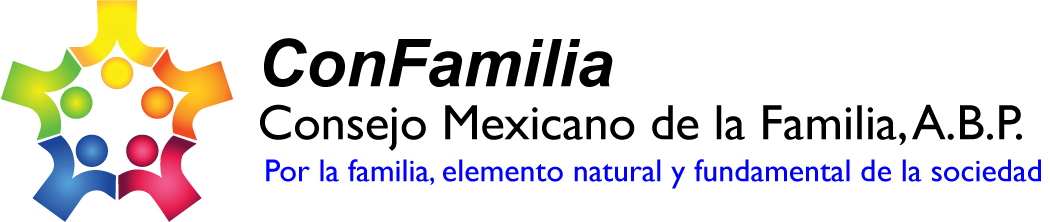 ConFamilia
Consejo Mexicano de la Familia, A.B.P.
Por la familia, elemento natural y fundamental de la sociedad